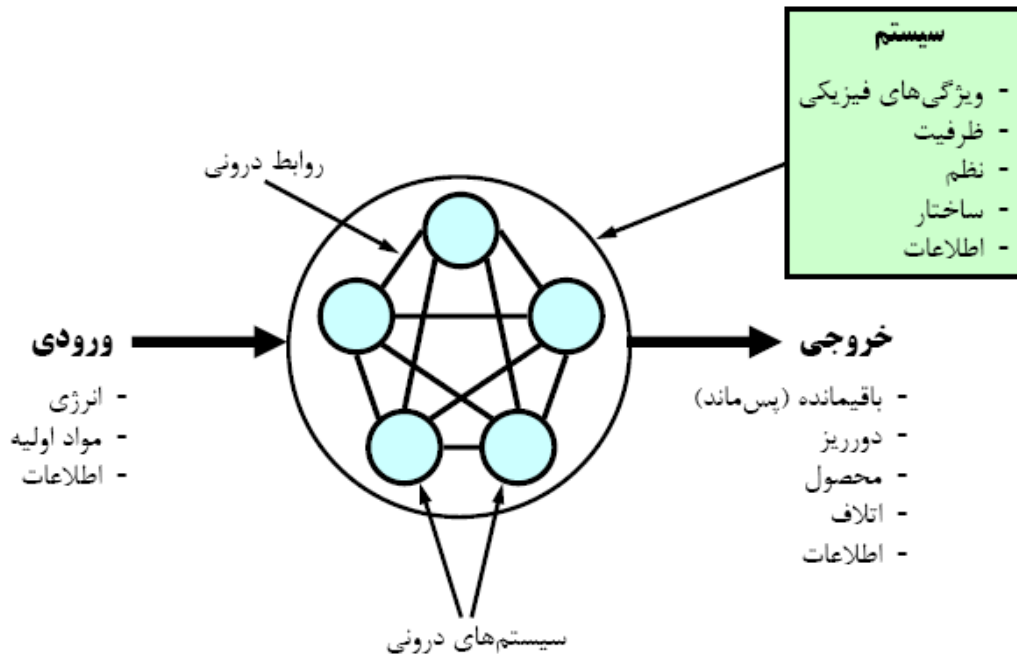 سیستم
- ویژگی‌های فیزیکی
- ظرفیت
- نظم
- ساختار
- اطلاعات
روابط درونی
ورودی
- انرژی
- مواد اولیه
- اطلاعات
خروجی
- باقیمانده (پس‌ماند)
- دورریز
- محصول
- اتلاف
- اطلاعات
سیستم‌های درونی